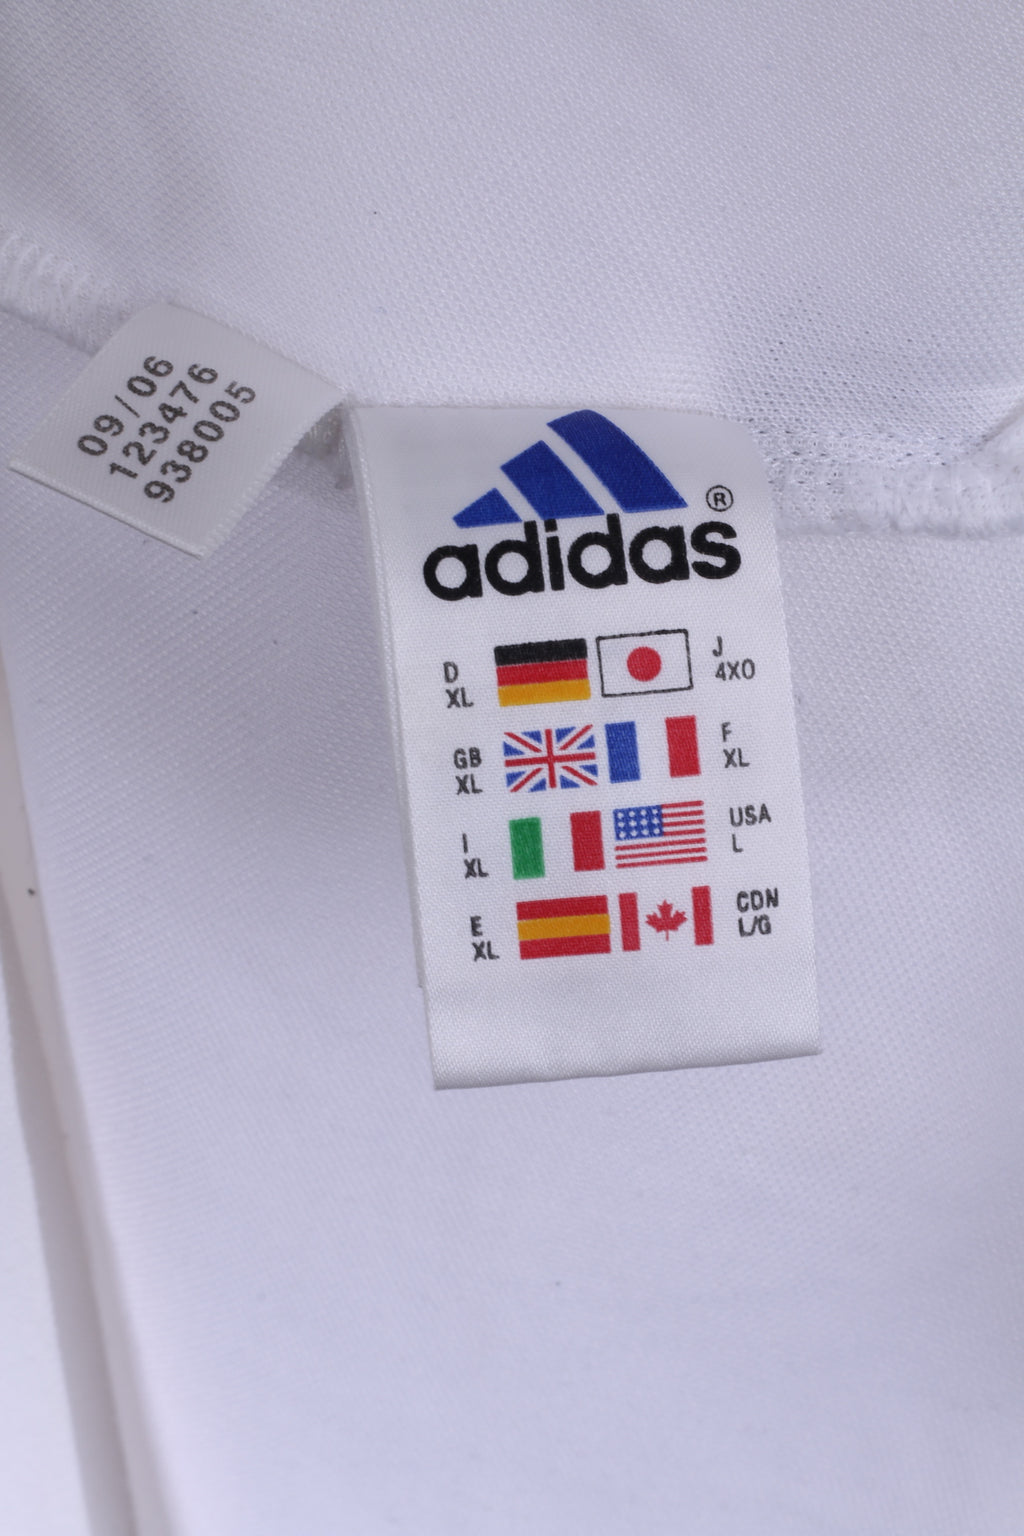 09/06
123476
938005
adidas®
D
XL
J
4XO
GB
XL
F
XL
I
XL
USA
L
E
XL
CDN
L/G